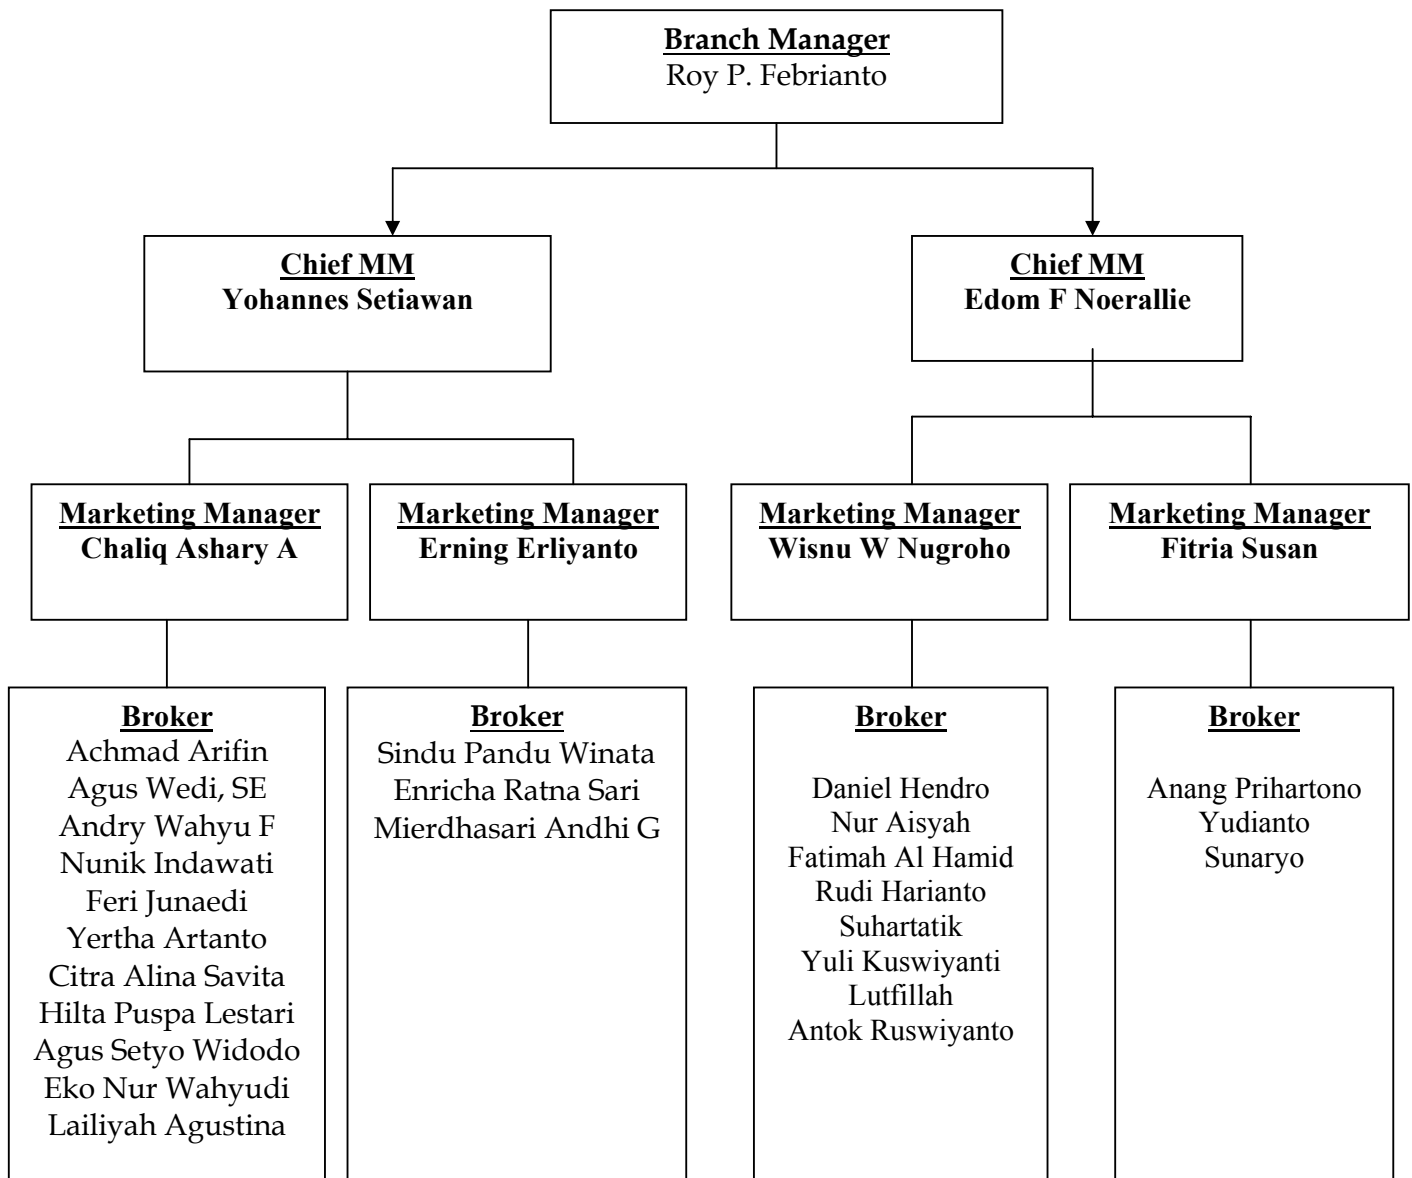 Branch Manager
Roy P. Febrianto
Chief MM
Yohannes Setiawan
Chief MM
Edom F Noerallie
Marketing Manager
Chaliq Ashary A
Marketing Manager
Erning Erliyanto
Marketing Manager
Wisnu W Nugroho
Marketing Manager
Fitria Susan
Broker
Achmad Arifin
Agus Wedi, SE
Andry Wahyu F
Nunik Indawati
Feri Junaedi
Yertha Artanto
Citra Alina Savita
Hilta Puspa Lestari
Agus Setyo Widodo
Eko Nur Wahyudi
Lailiyah Agustina
Broker
Sindu Pandu Winata
Enricha Ratna Sari
Mierdhasari Andhi G
Broker
Daniel Hendro
Nur Aisyah
Fatimah Al Hamid
Rudi Harianto
Suhartatik
Yuli Kuswiyanti
Lutfillah
Antok Ruswiyanto
Broker
Anang Prihartono
Yudianto
Sunaryo